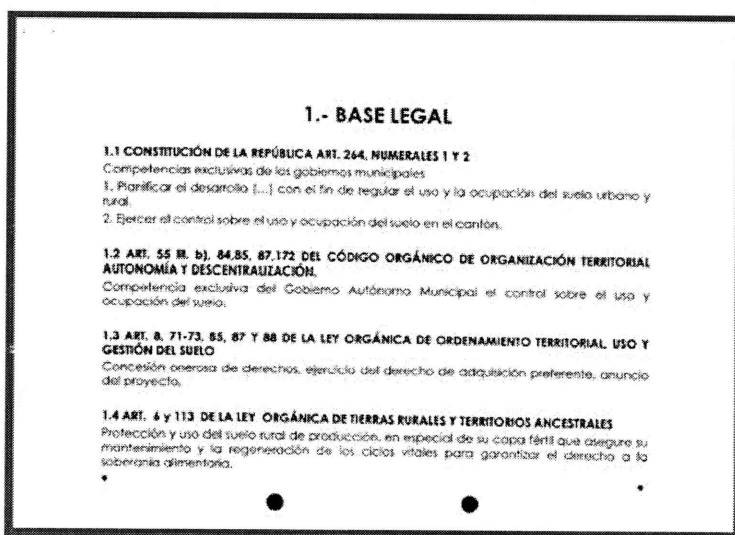 1.- BASE LEGAL
1.1 CONSTITUCIÓN DE LA REPÚBLICA ART. 264, NUMERALES 1 Y 2
Competencias exclusivas de los gobiernos municipales
1. Planificar el desarrollo [...] con el fin de regular el uso y la ocupación del suelo urbano y
rural.
2. Ejercer el control sobre el uso y ocupación del suelo en el cantón.
1.2 ART. 55 lit. b), 84,85, 87,172 DEL CÓDIGO ORGÁNICO DE ORGANIZACIÓN TERRITORIAL
AUTONOMÍA Y DESCENTRALIZACIÓN.
Competencia exclusiva del Gobierno Autónomo Municipal el control sobre el uso y
ocupación del suelo.
1.3 ART. 8, 71-73, 85, 87 Y 88 DE LA LEY ORGÁNICA DE ORDENAMIENTO TERRITORIAL, USO Y
GESTIÓN DEL SUELO
Concesión onerosa de derechos, ejercicio del derecho de adquisición preferente, anuncio
del proyecto.
1.4 ART. 6 y 113 DE LA LEY ORGÁNICA DE TIERRAS RURALES Y TERRITORIOS ANCESTRALES
Protección y uso del suelo rural de producción, en especial de su capa fértil que asegure su
mantenimiento y la regeneración de los ciclos vitales para garantizar el derecho a la
soberanía alimentaria.